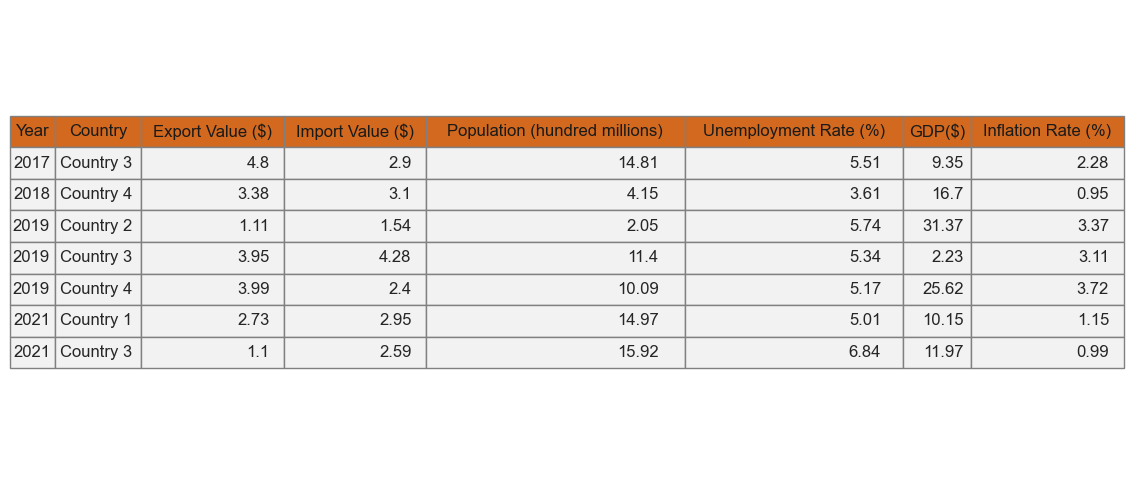 Year Country Export Value ($) Import Value ($) Population (hundred millions) Unemployment Rate (%) GDP($) Inflation Rate (%)
2017 Country 3 4.8 2.9 14.81 5.51 9.35 2.28
2018 Country 4 3.38 3.1 4.15 3.61 16.7 0.95
2019 Country 2 1.11 1.54 2.05 5.74 31.37 3.37
2019 Country 3 3.95 4.28 11.4 5.34 2.23 3.11
2019 Country 4 3.99 2.4 10.09 5.17 25.62 3.72
2021 Country 1 2.73 2.95 14.97 5.01 10.15 1.15
2021 Country 3 1.1 2.59 15.92 6.84 11.97 0.99